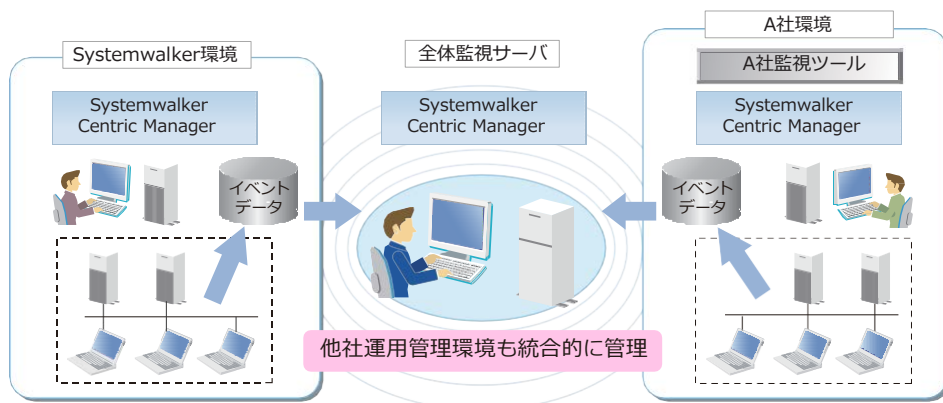 Systemwalker環境
Systemwalker
Centric Manager
イベント
データ
全体監視サーバ
Systemwalker
Centric Manager
A社環境
A社監視ツール
Systemwalker
Centric Manager
イベント
データ
他社運用管理環境も統合的に管理